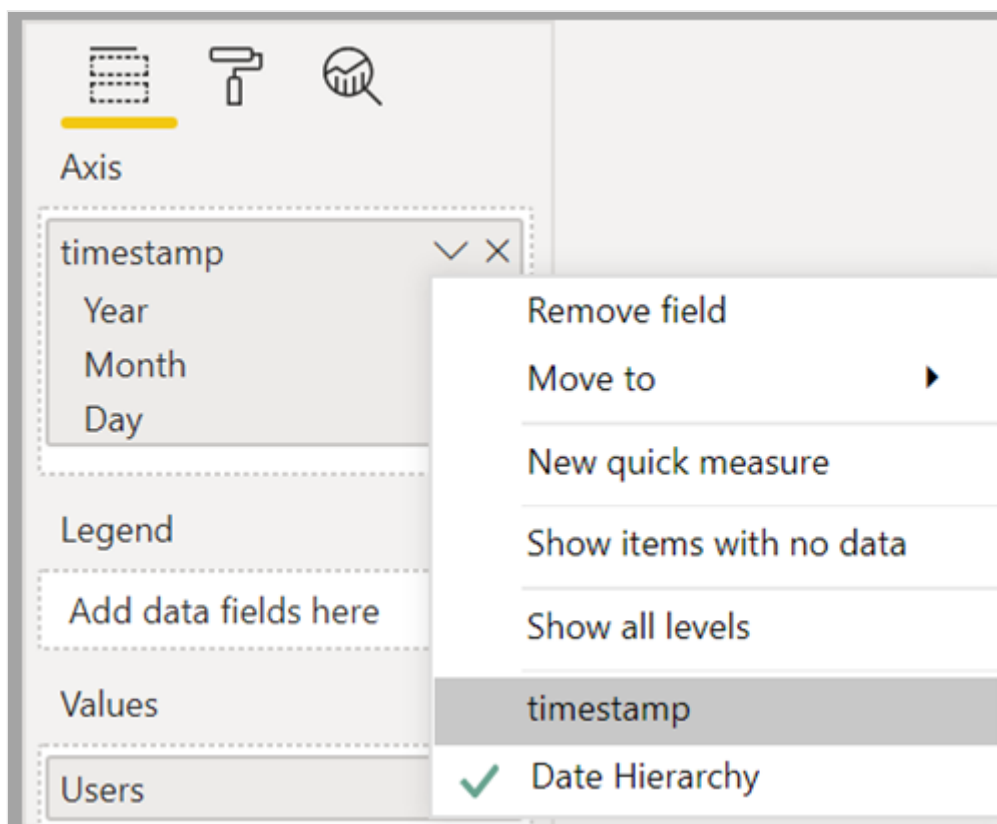 Axis
timestamp
Year
Month
Day
Legend
Add data fields here
Values
Users
Remove field
Move to
New quick measure
Show items with no data
Show all levels
timestamp
Date Hierarchy